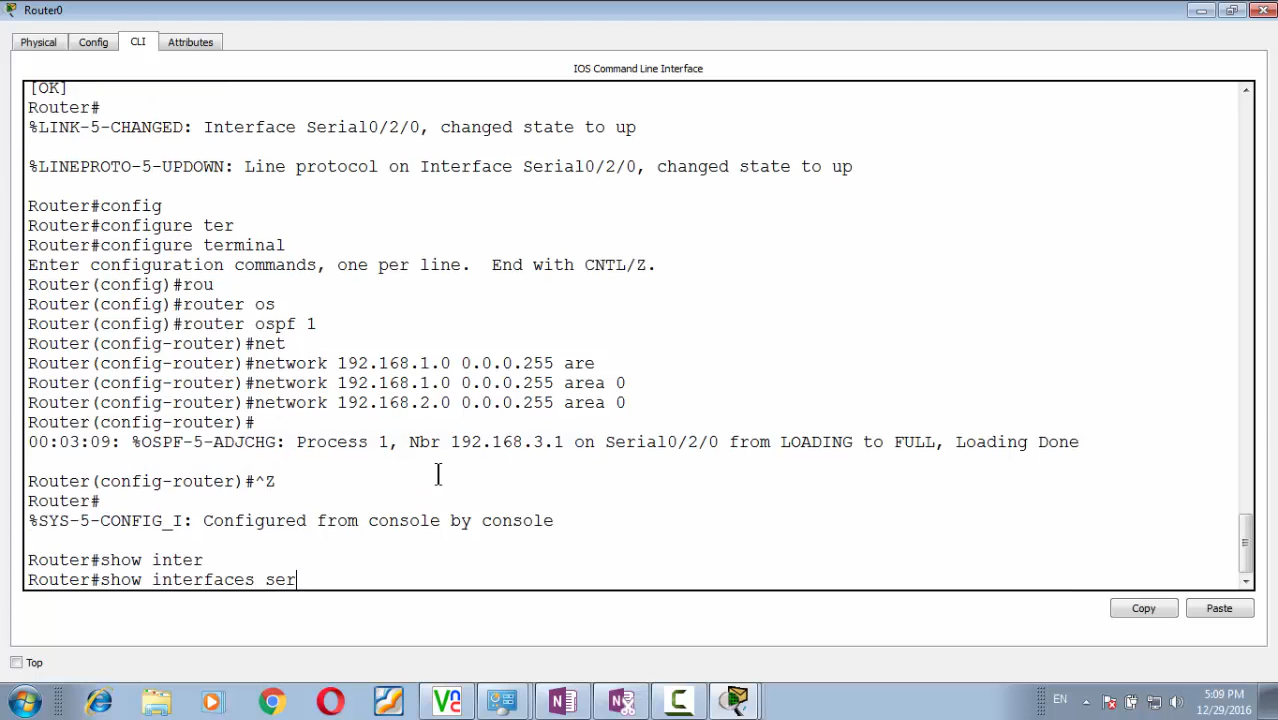 Router0
Physical
Config
CLI
Attributes
IOS Command Line Interface
[OK]
Router#
%LINK-5-CHANGED: Interface Serial0/2/0, changed state to up
%LINEPROTO-5-UPDOWN: Line protocol on Interface Serial0/2/0, changed state to up
Router#config
Router#configure ter
Router#configure terminal
Enter configuration commands, one per line.  End with CNTL/Z.
Router(config)#rou
Router(config)#router os
Router(config)#router ospf 1
Router(config-router)#net
Router(config-router)#network 192.168.1.0 0.0.0.255 are
Router(config-router)#network 192.168.1.0 0.0.0.255 area 0
Router(config-router)#network 192.168.2.0 0.0.0.255 area 0
Router(config-router)#
00:03:09: %OSPF-5-ADJCHG: Process 1, Nbr 192.168.3.1 on Serial0/2/0 from LOADING to FULL, Loading Done
Router(config-router)#^Z
Router#
%SYS-5-CONFIG_I: Configured from console by console
Router#show inter
Router#show interfaces ser
Copy
Paste
Top
EN
5:09 PM
12/29/2016